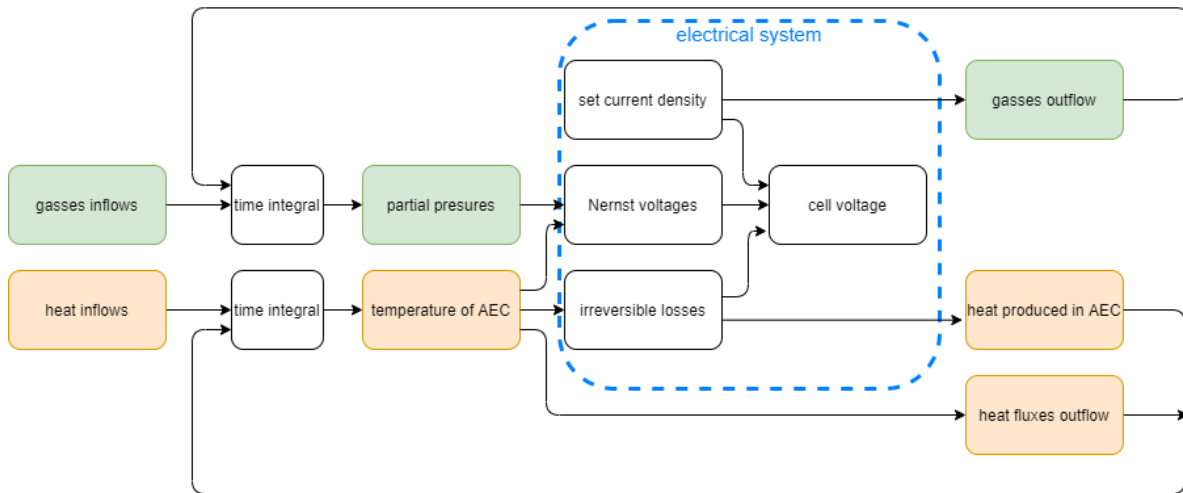 electrical system
set current density
gasses outflow
gasses inflows
time integral
partial presures
Nernst voltages
cell voltage
heat inflows
time integral
temperature of AEC
irreversible losses
heat produced in AEC
heat fluxes outflow